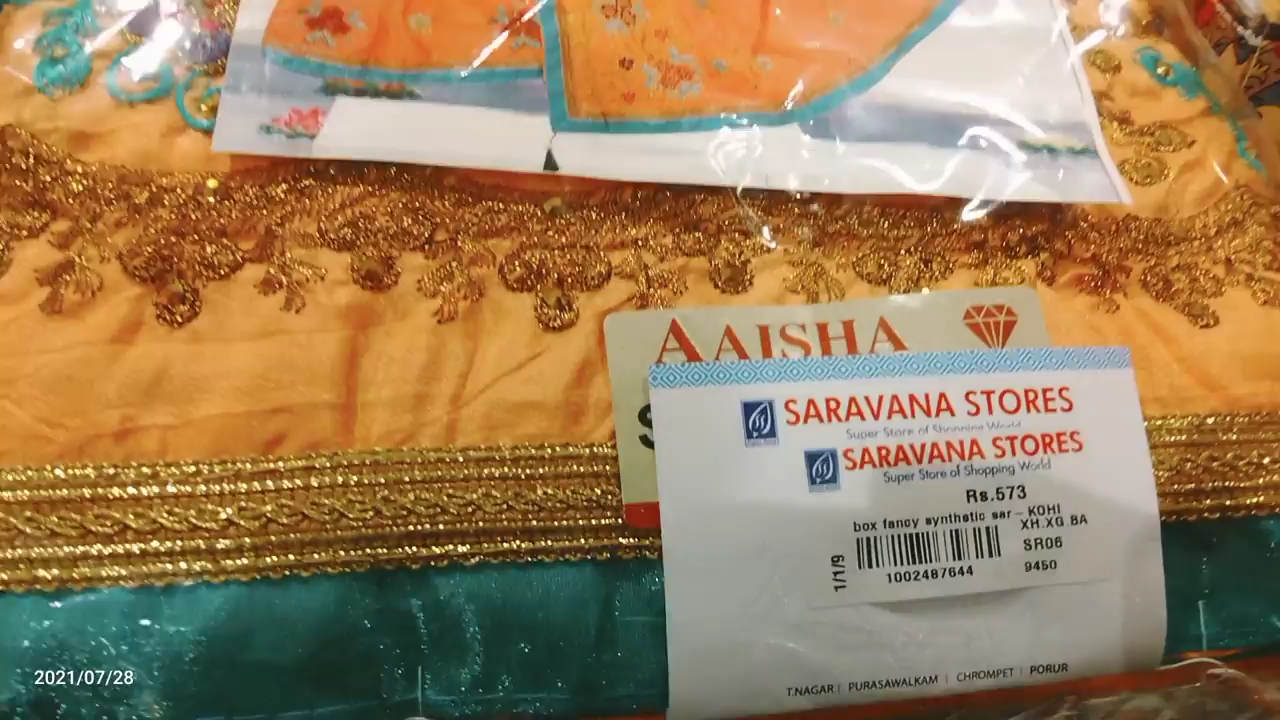 AAISHA
SARAVANA STORES
Super Store of Shopping World
SARAVANA STORES
Super Store of Shopping World
Rs.573
box fancy synthetic sar - KOHI
XH.XG.BA
1/1/9
SR06
1002487644
9450
T.NAGAR | PURASAWALKAM | CHROMPET | PORUR
2021/07/28